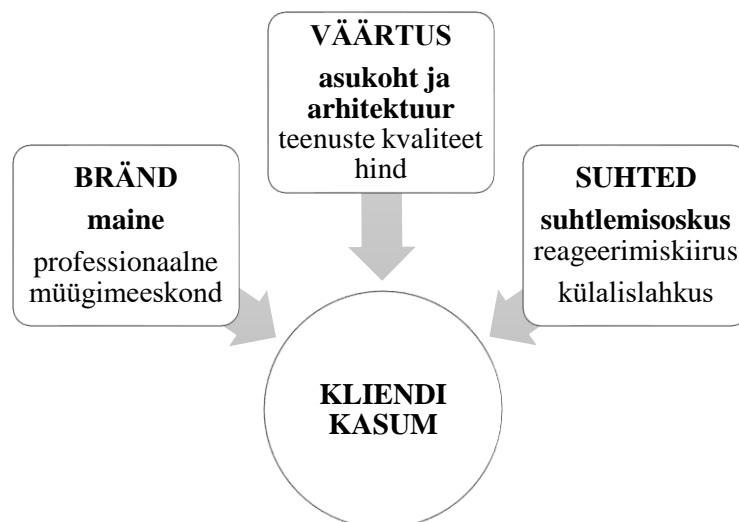 VÄÄRTUS
asukoht ja
arhitektuur
teenuste kvaliteet
hind
BRÄND
maine
professionaalne
müügimeeskond
SUHTED
suhtlemisoskus
reageerimiskiirus
külalislahkus
KLIENDI
KASUM